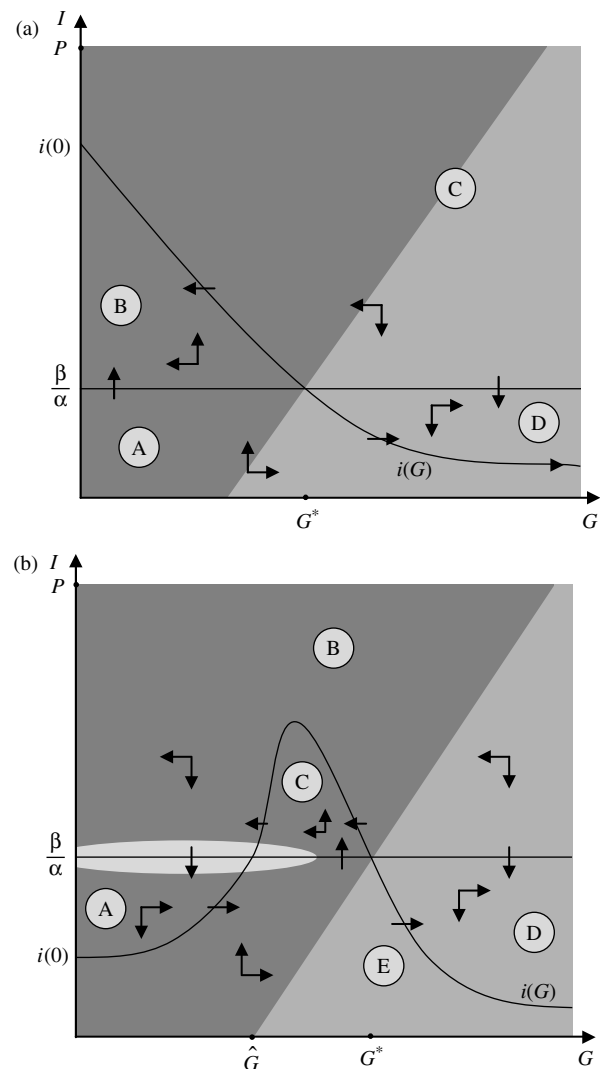 (a)
I
P
i(0)
C
B
β
α
D
A
i(G)
G*
G
(b)
I
P
B
C
β
α
A
D
i(0)
E
i(G)
Ĝ
G*
G